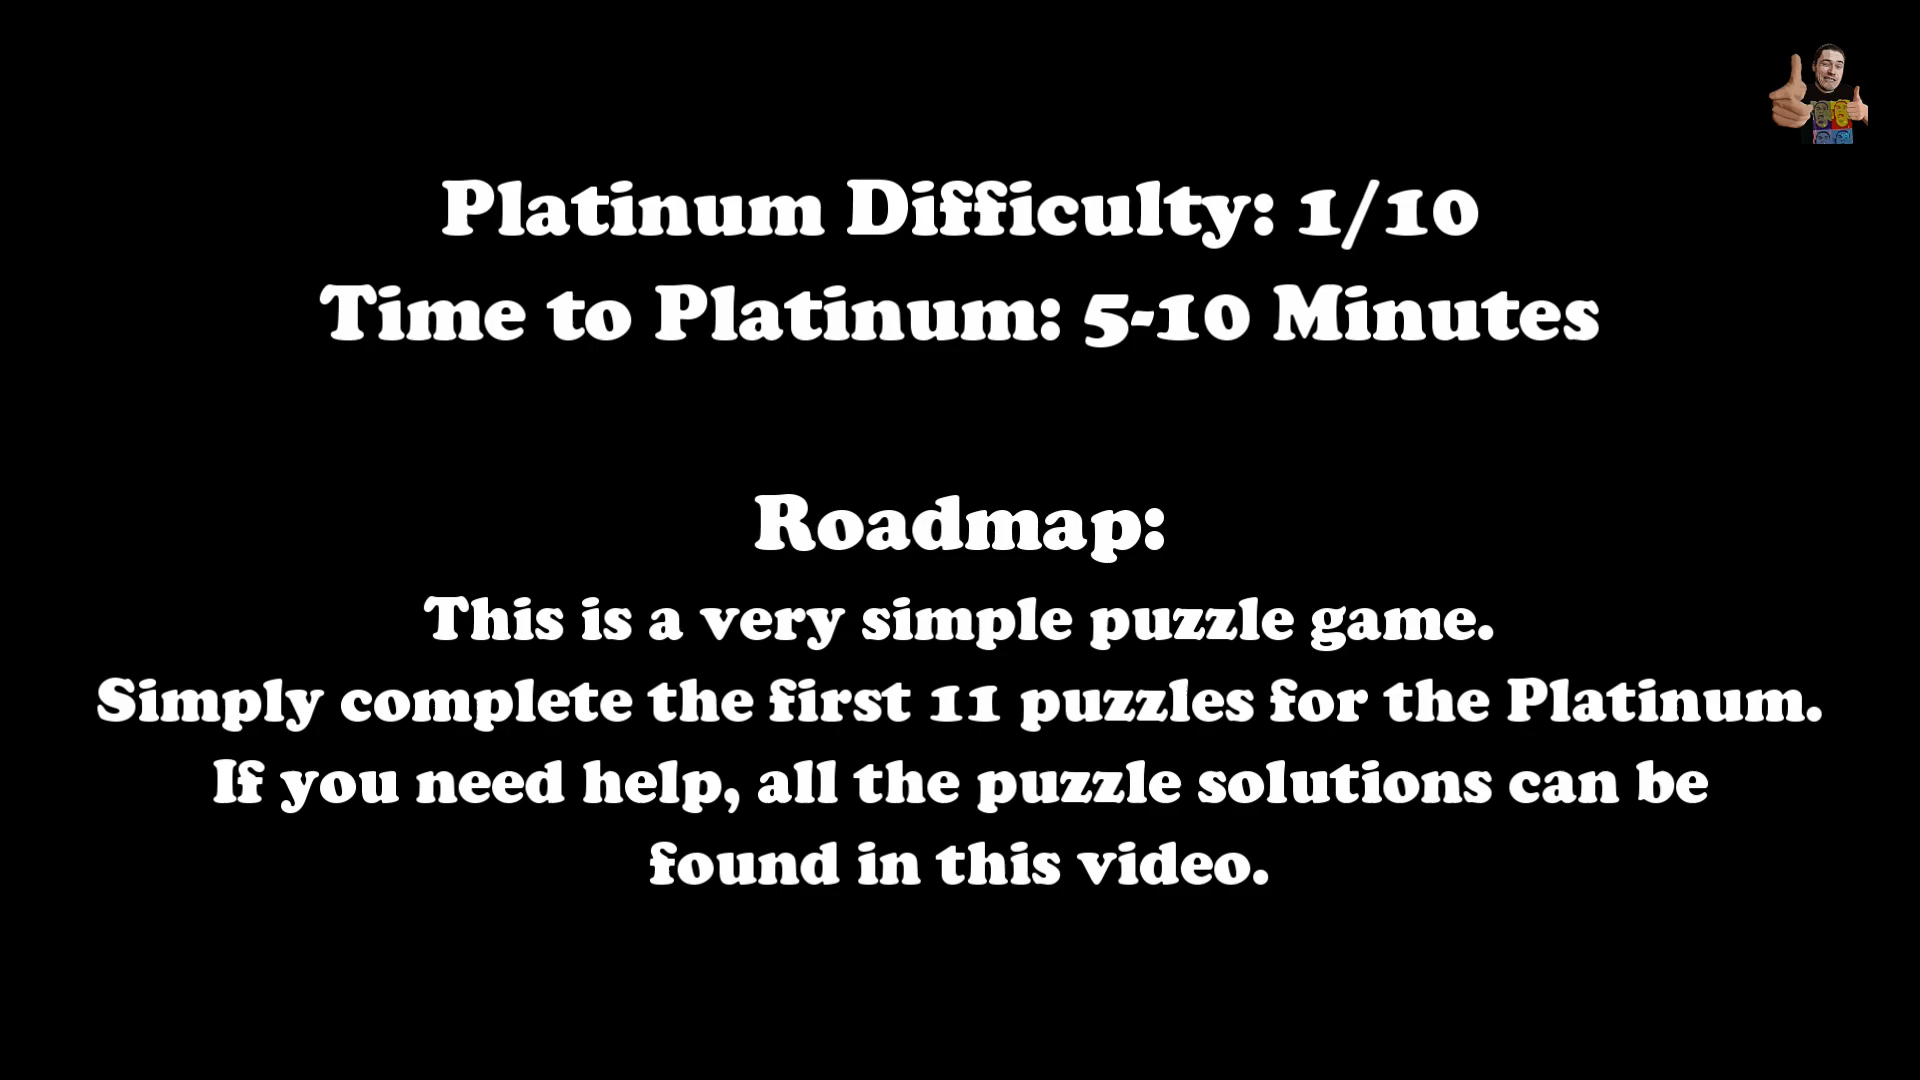 Platinum Difficulty: 1/10
Time to Platinum: 5-10 Minutes
Roadmap:
This is a very simple puzzle game.
Simply complete the first 11 puzzles for the Platinum.
If you need help, all the puzzle solutions can be
found in this video.